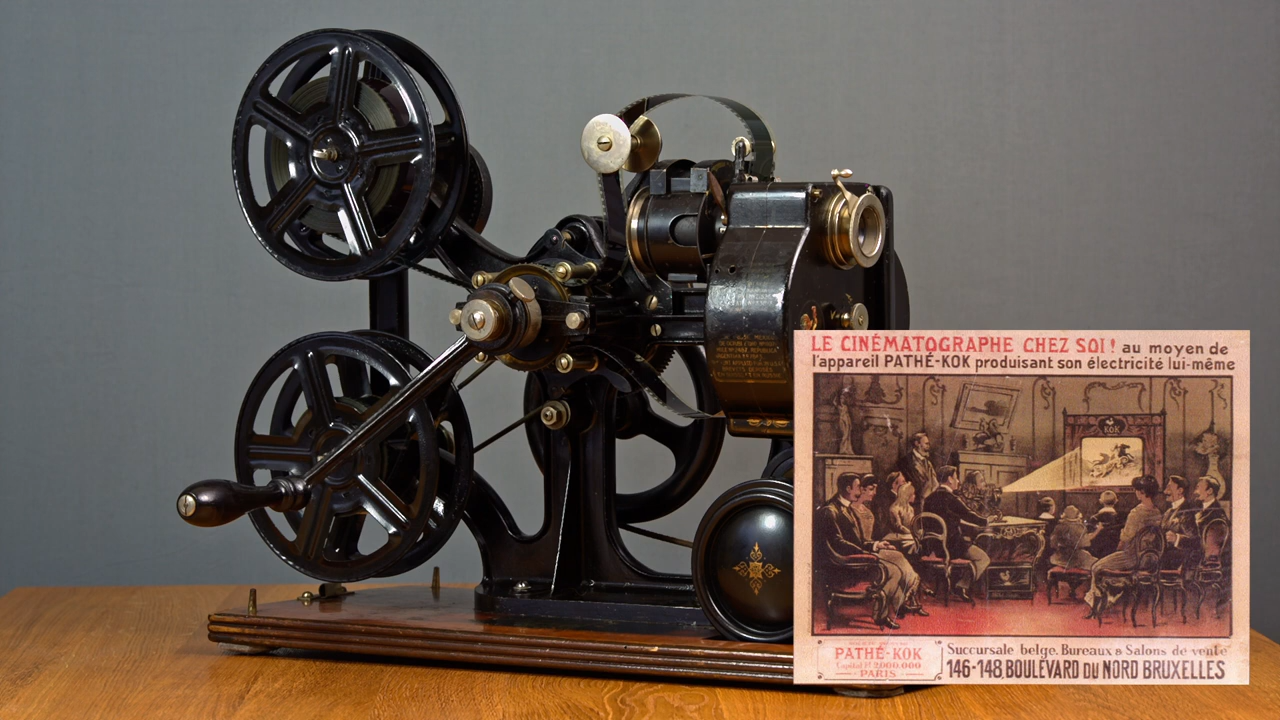 LE CINÉMATOGRAPHE CHEZ SOI! au moyen de
l'appareil PATHÉ-KOK produisant son électricité lui-même
KOK
PATHÉ-KOK
Capital Fs 2,000.000
PARIS
Succursale belge. Bureaux & Salons de vente
146-148, BOULEVARD DU NORD BRUXELLES